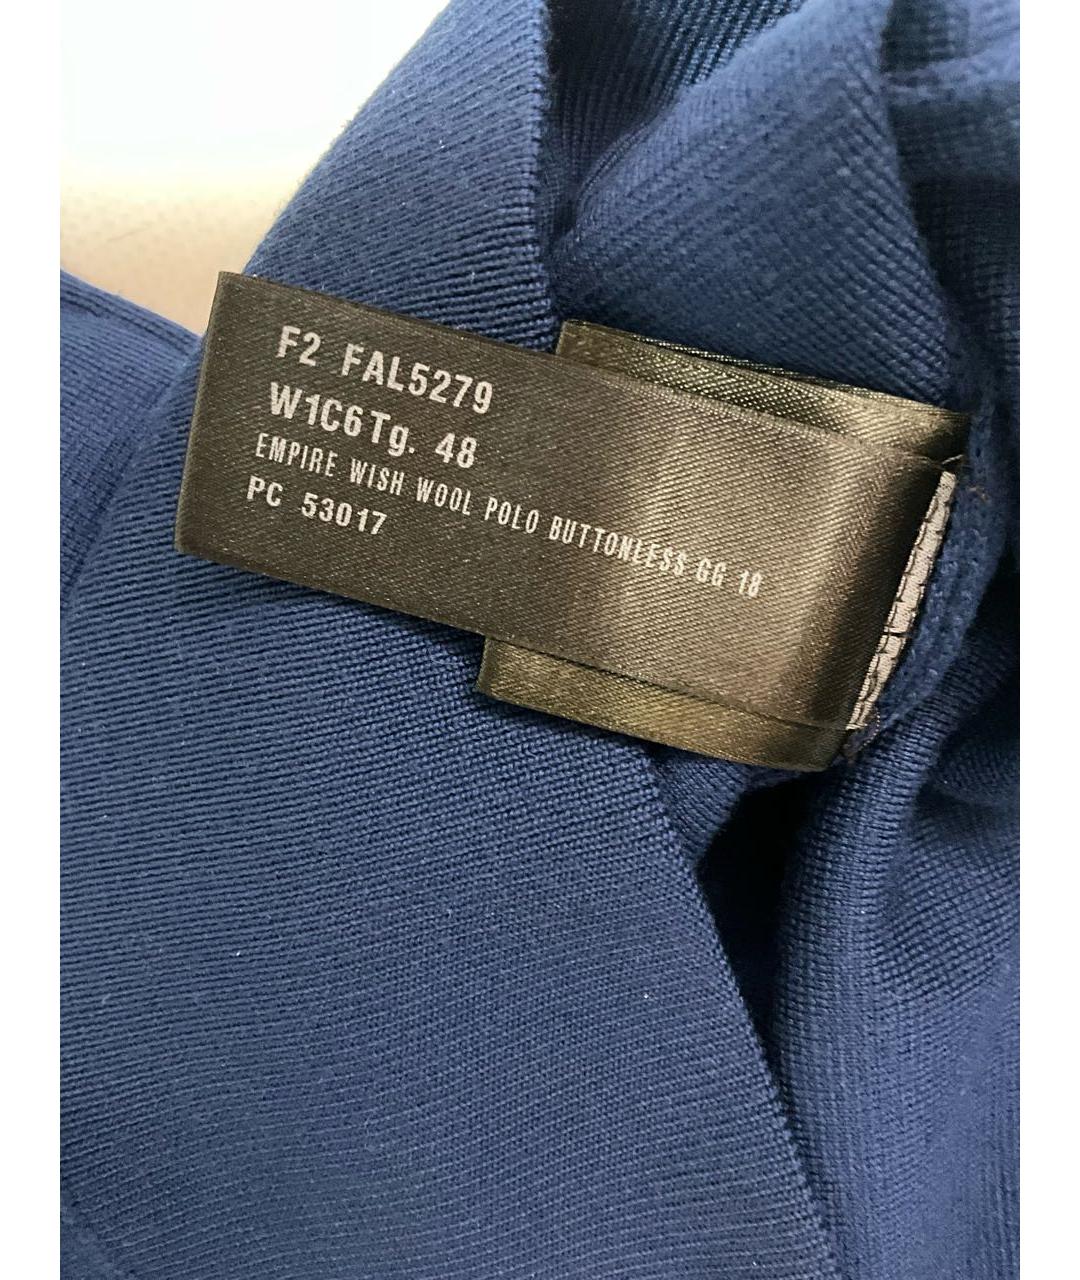 F2 FAL5279
W1C6Tg. 48
EMPIRE WISH WOOL POLO BUTTONLESS GG 18
PC 53017